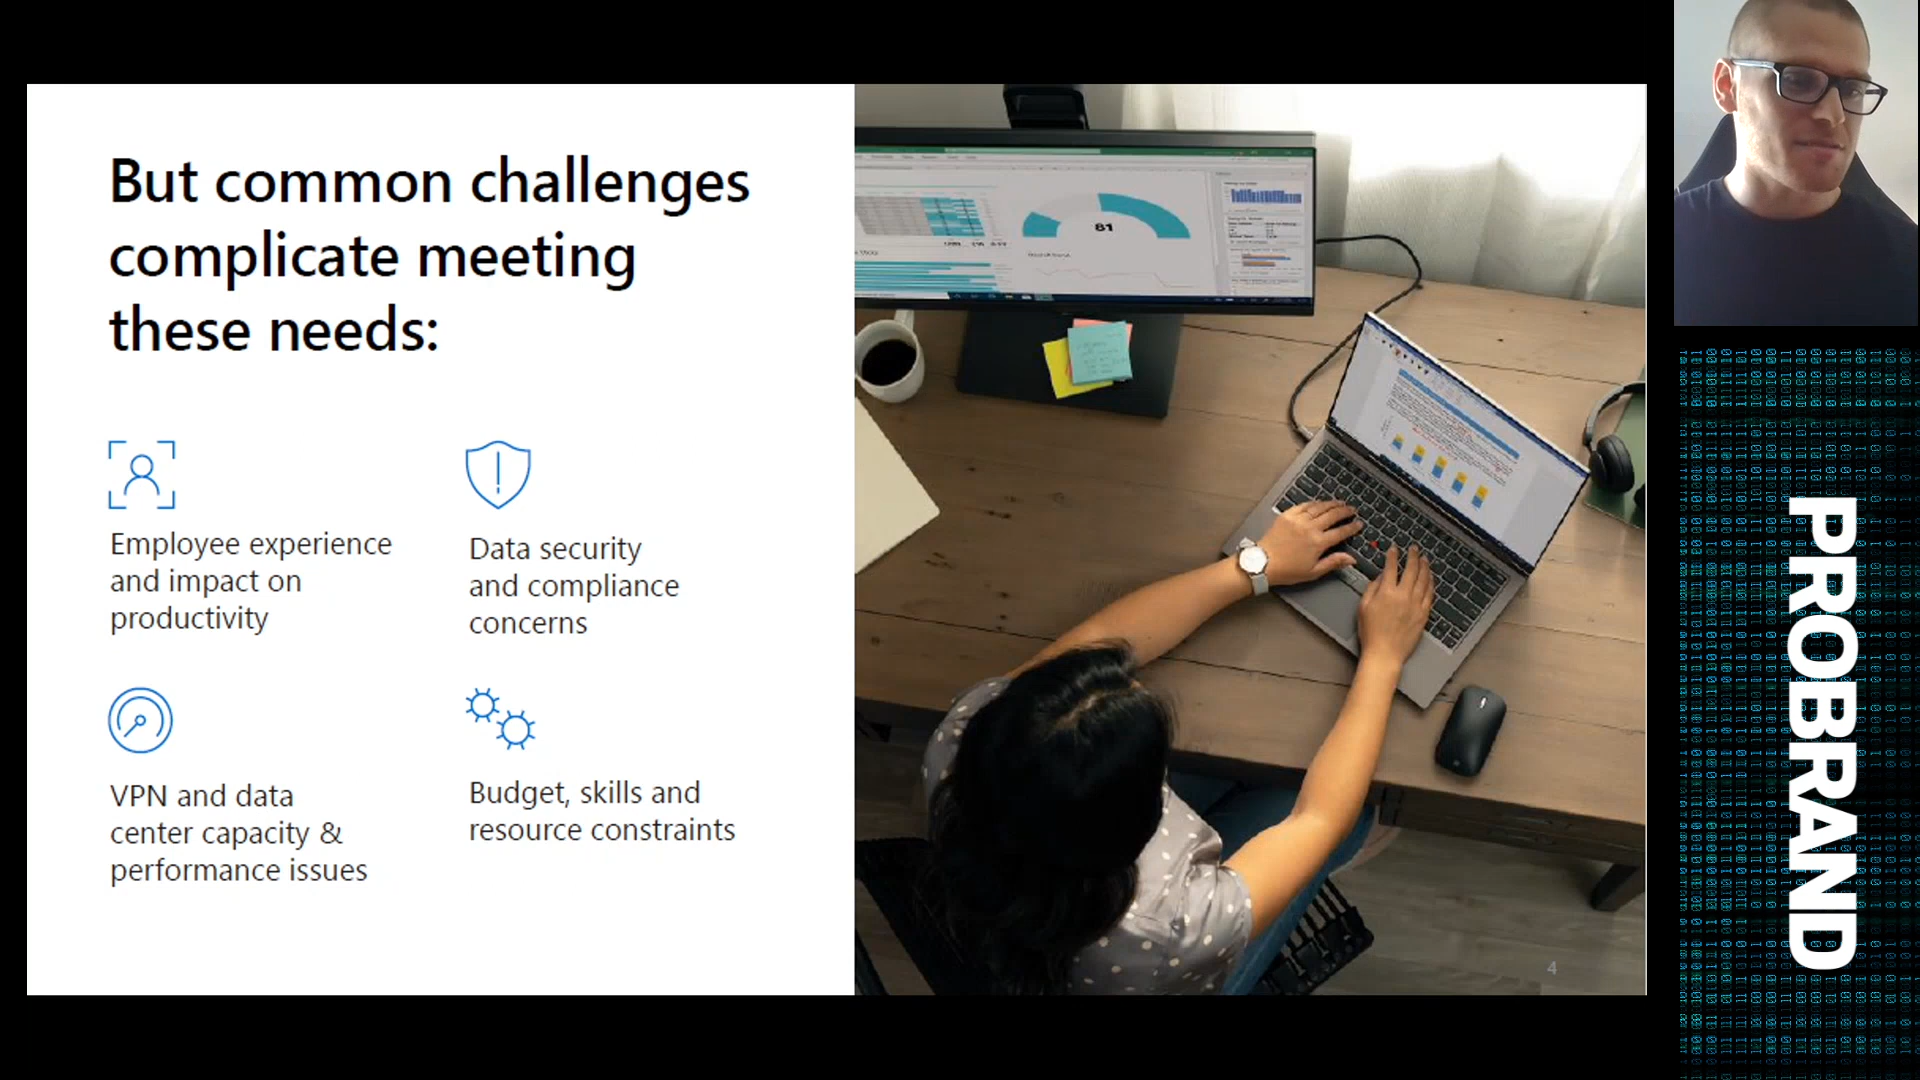 But common challenges
complicate meeting
these needs:
Employee experience
and impact on
productivity
Data security
and compliance
concerns
VPN and data
center capacity &
performance issues
Budget, skills and
resource constraints
81
4
PROBRAND